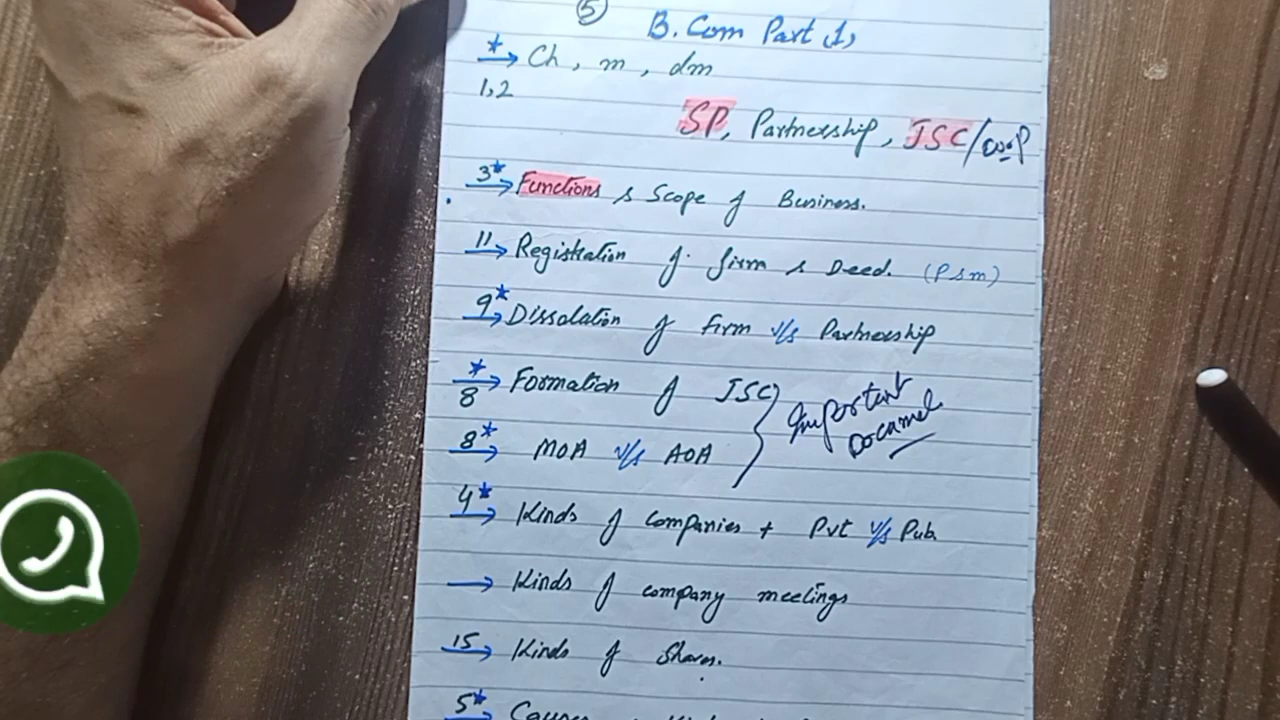 5
B. Com Part (1)
* → Ch, m, dm
1,2
SP, Partnership, JSC/coop
3* → Functions & Scope of Business.
11 → Registration of firm & Deed. (P s m)
9* → Dissolation of Firm v/s Partnership
* → Formation of JSC
8
Important
Documel
8* → MOA v/s AOA
4* → Kinds of companies + Pvt v/s Pub.
→ Kinds of company meetings
15 → Kinds of Shares.
5*